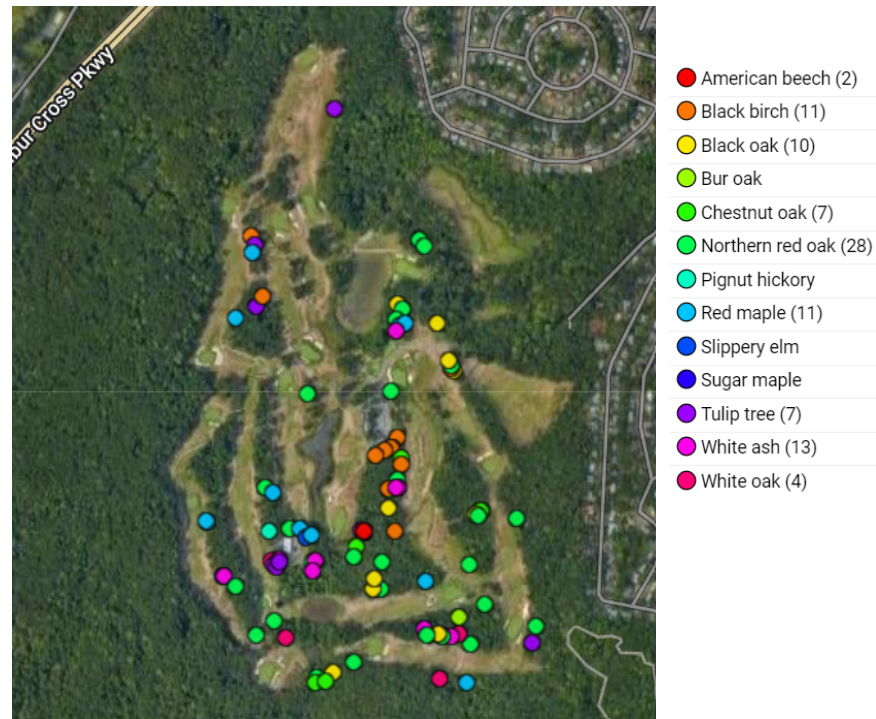 bur Cross Pkwy
American beech (2)
Black birch (11)
Black oak (10)
Bur oak
Chestnut oak (7)
Northern red oak (28)
Pignut hickory
Red maple (11)
Slippery elm
Sugar maple
Tulip tree (7)
White ash (13)
White oak (4)